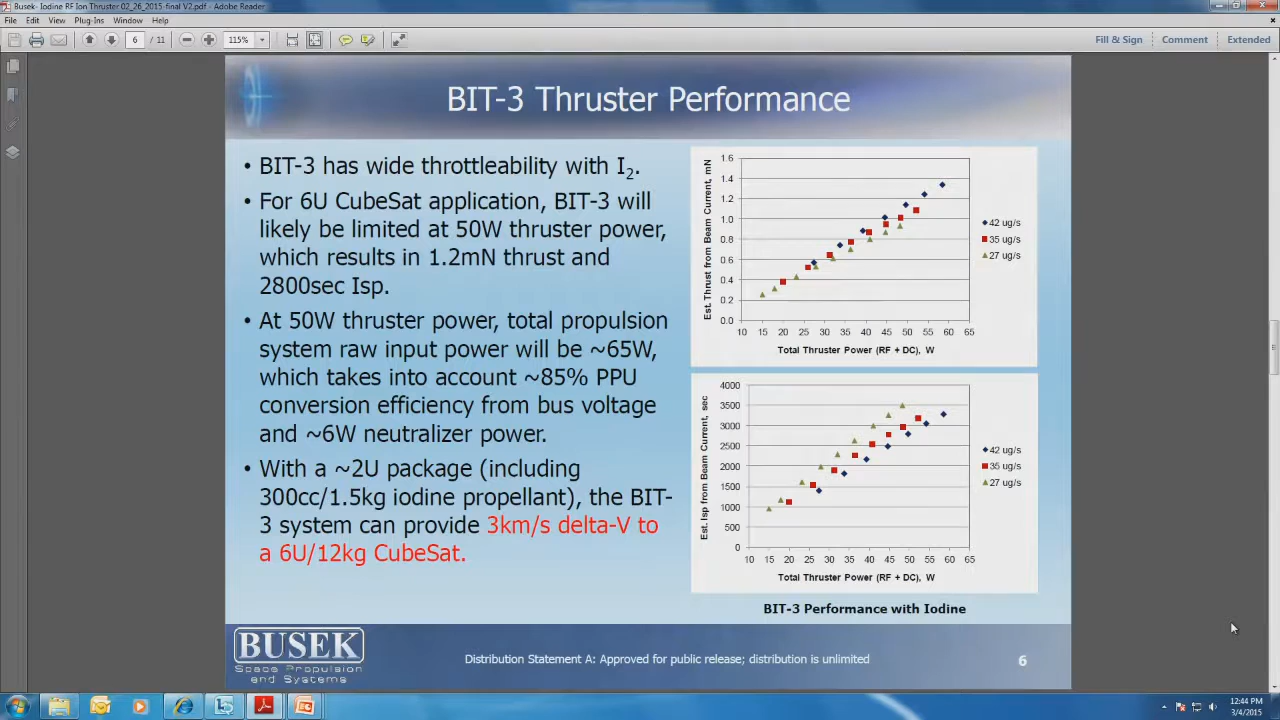 Busek- Iodine RF Ion Thruster 02_26_2015-final V2.pdf - Adobe Reader
File Edit View Plug-Ins Window Help
6 / 11 115%
Fill & Sign Comment Extended
BIT-3 Thruster Performance
• BIT-3 has wide throttleability with I2.
• For 6U CubeSat application, BIT-3 will
likely be limited at 50W thruster power,
which results in 1.2mN thrust and
2800sec Isp.
• At 50W thruster power, total propulsion
system raw input power will be ~65W,
which takes into account ~85% PPU
conversion efficiency from bus voltage
and ~6W neutralizer power.
• With a ~2U package (including
300cc/1.5kg iodine propellant), the BIT-
3 system can provide 3km/s delta-V to
a 6U/12kg CubeSat.
Est. Thrust from Beam Current, mN
1.6
1.4
1.2
1.0
0.8
0.6
0.4
0.2
0.0
10 15 20 25 30 35 40 45 50 55 60 65
Total Thruster Power (RF + DC), W
42 ug/s
35 ug/s
27 ug/s
Est. Isp from Beam Current, sec
4000
3500
3000
2500
2000
1500
1000
500
0
10 15 20 25 30 35 40 45 50 55 60 65
Total Thruster Power (RF + DC), W
42 ug/s
35 ug/s
27 ug/s
BIT-3 Performance with Iodine
BUSEK
Space Propulsion
and Systems
Distribution Statement A: Approved for public release; distribution is unlimited
6
12:44 PM
3/4/2015